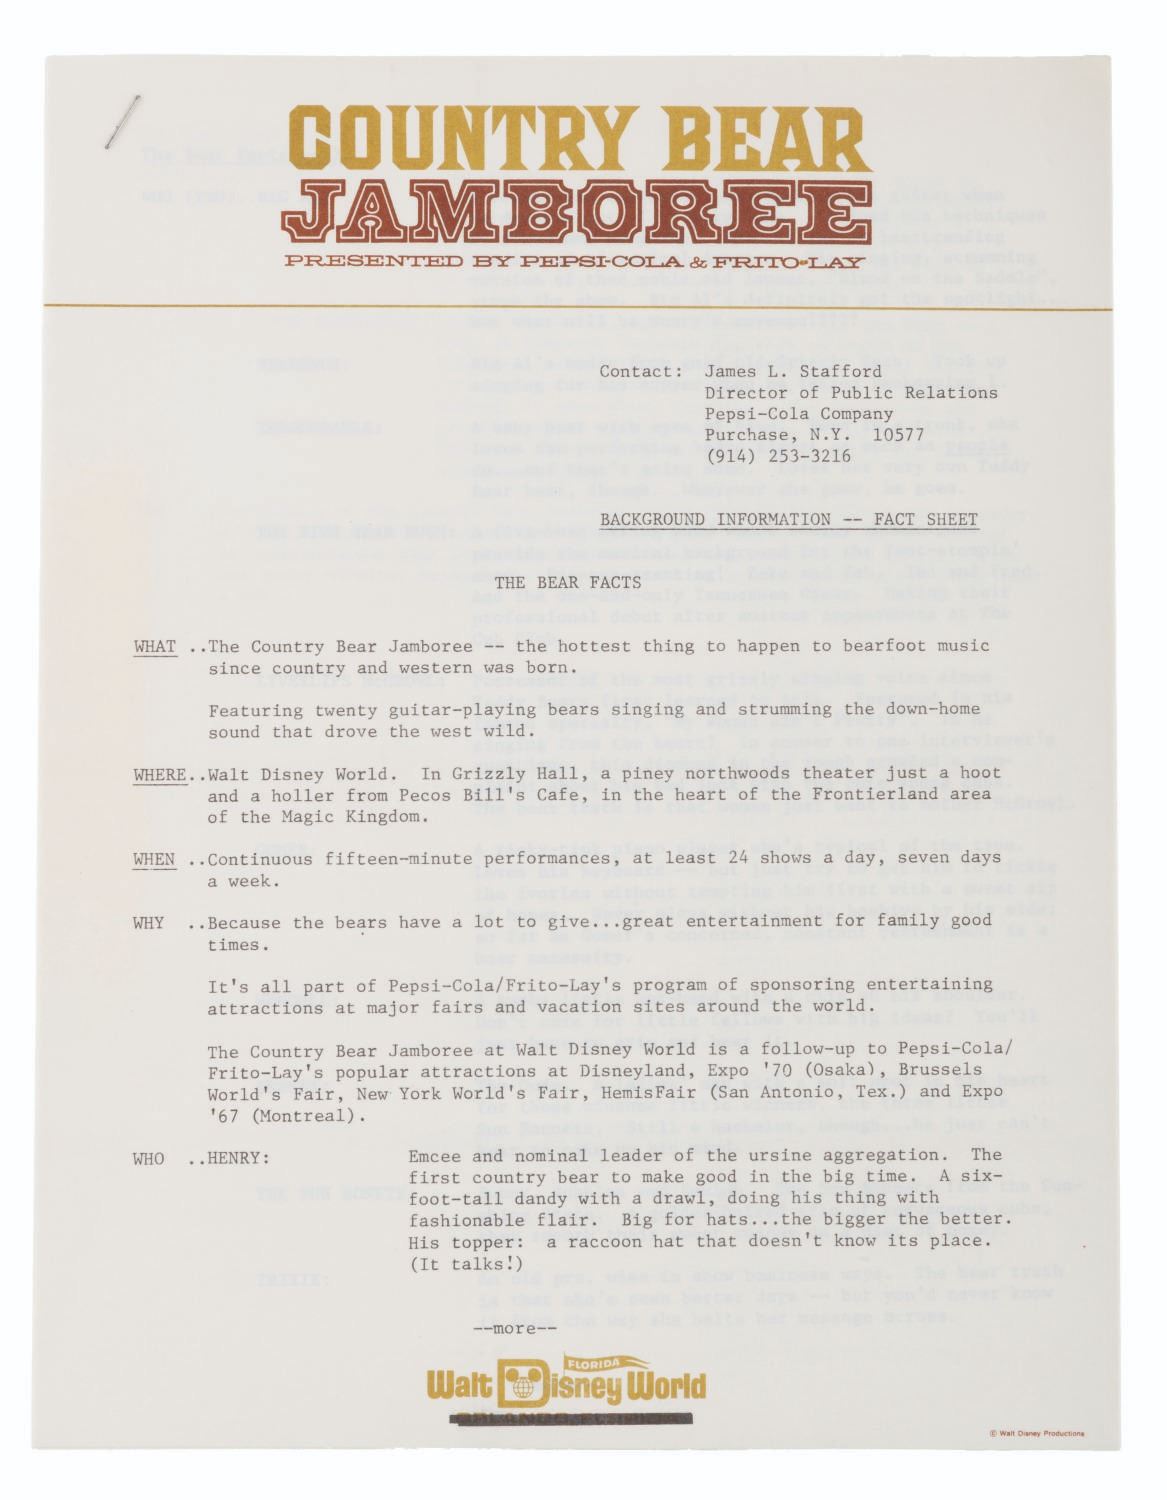 COUNTRY BEAR
JAMBOREE
PRESENTED BY PEPSI-COLA & FRITO-LAY
Contact: James L. Stafford
Director of Public Relations
Pepsi-Cola Company
Purchase, N.Y. 10577
(914) 253-3216
BACKGROUND INFORMATION -- FACT SHEET
THE BEAR FACTS
WHAT ..The Country Bear Jamboree -- the hottest thing to happen to bearfoot music
since country and western was born.
Featuring twenty guitar-playing bears singing and strumming the down-home
sound that drove the west wild.
WHERE..Walt Disney World. In Grizzly Hall, a piney northwoods theater just a hoot
and a holler from Pecos Bill's Cafe, in the heart of the Frontierland area
of the Magic Kingdom.
WHEN ..Continuous fifteen-minute performances, at least 24 shows a day, seven days
a week.
WHY ..Because the bears have a lot to give...great entertainment for family good
times.
It's all part of Pepsi-Cola/Frito-Lay's program of sponsoring entertaining
attractions at major fairs and vacation sites around the world.
The Country Bear Jamboree at Walt Disney World is a follow-up to Pepsi-Cola/
Frito-Lay's popular attractions at Disneyland, Expo '70 (Osaka), Brussels
World's Fair, New York World's Fair, HemisFair (San Antonio, Tex.) and Expo
'67 (Montreal).
WHO ..HENRY: Emcee and nominal leader of the ursine aggregation. The
first country bear to make good in the big time. A six-
foot-tall dandy with a drawl, doing his thing with
fashionable flair. Big for hats...the bigger the better.
His topper: a raccoon hat that doesn't know its place.
(It talks!)
--more--
FLORIDA
Walt Disney World
© Walt Disney Productions